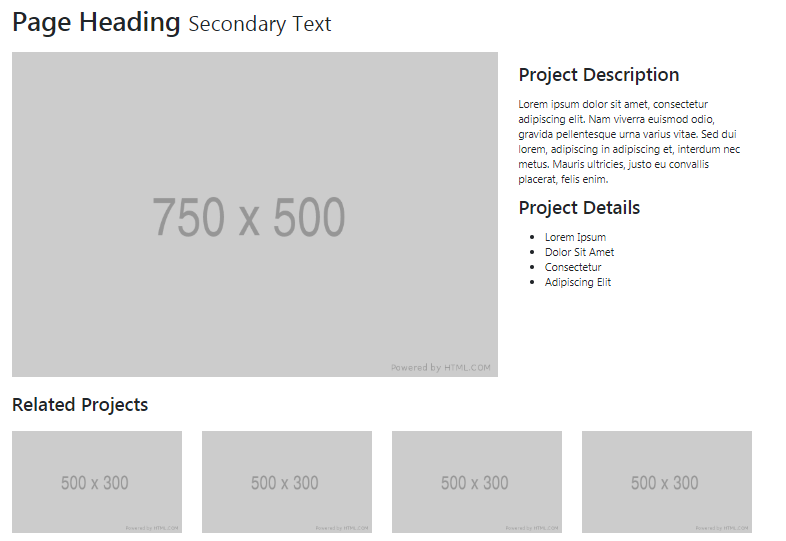 Page Heading Secondary Text
750 x 500
Powered by HTML.COM
Project Description
Lorem ipsum dolor sit amet, consectetur
adipiscing elit. Nam viverra euismod odio,
gravida pellentesque urna varius vitae. Sed dui
lorem, adipiscing in adipiscing et, interdum nec
metus. Mauris ultricies, justo eu convallis
placerat, felis enim.
Project Details
Lorem Ipsum
Dolor Sit Amet
Consectetur
Adipiscing Elit
Related Projects
500 x 300
Powered by HTML.COM
500 x 300
Powered by HTML.COM
500 x 300
Powered by HTML.COM
500 x 300
Powered by HTML.COM